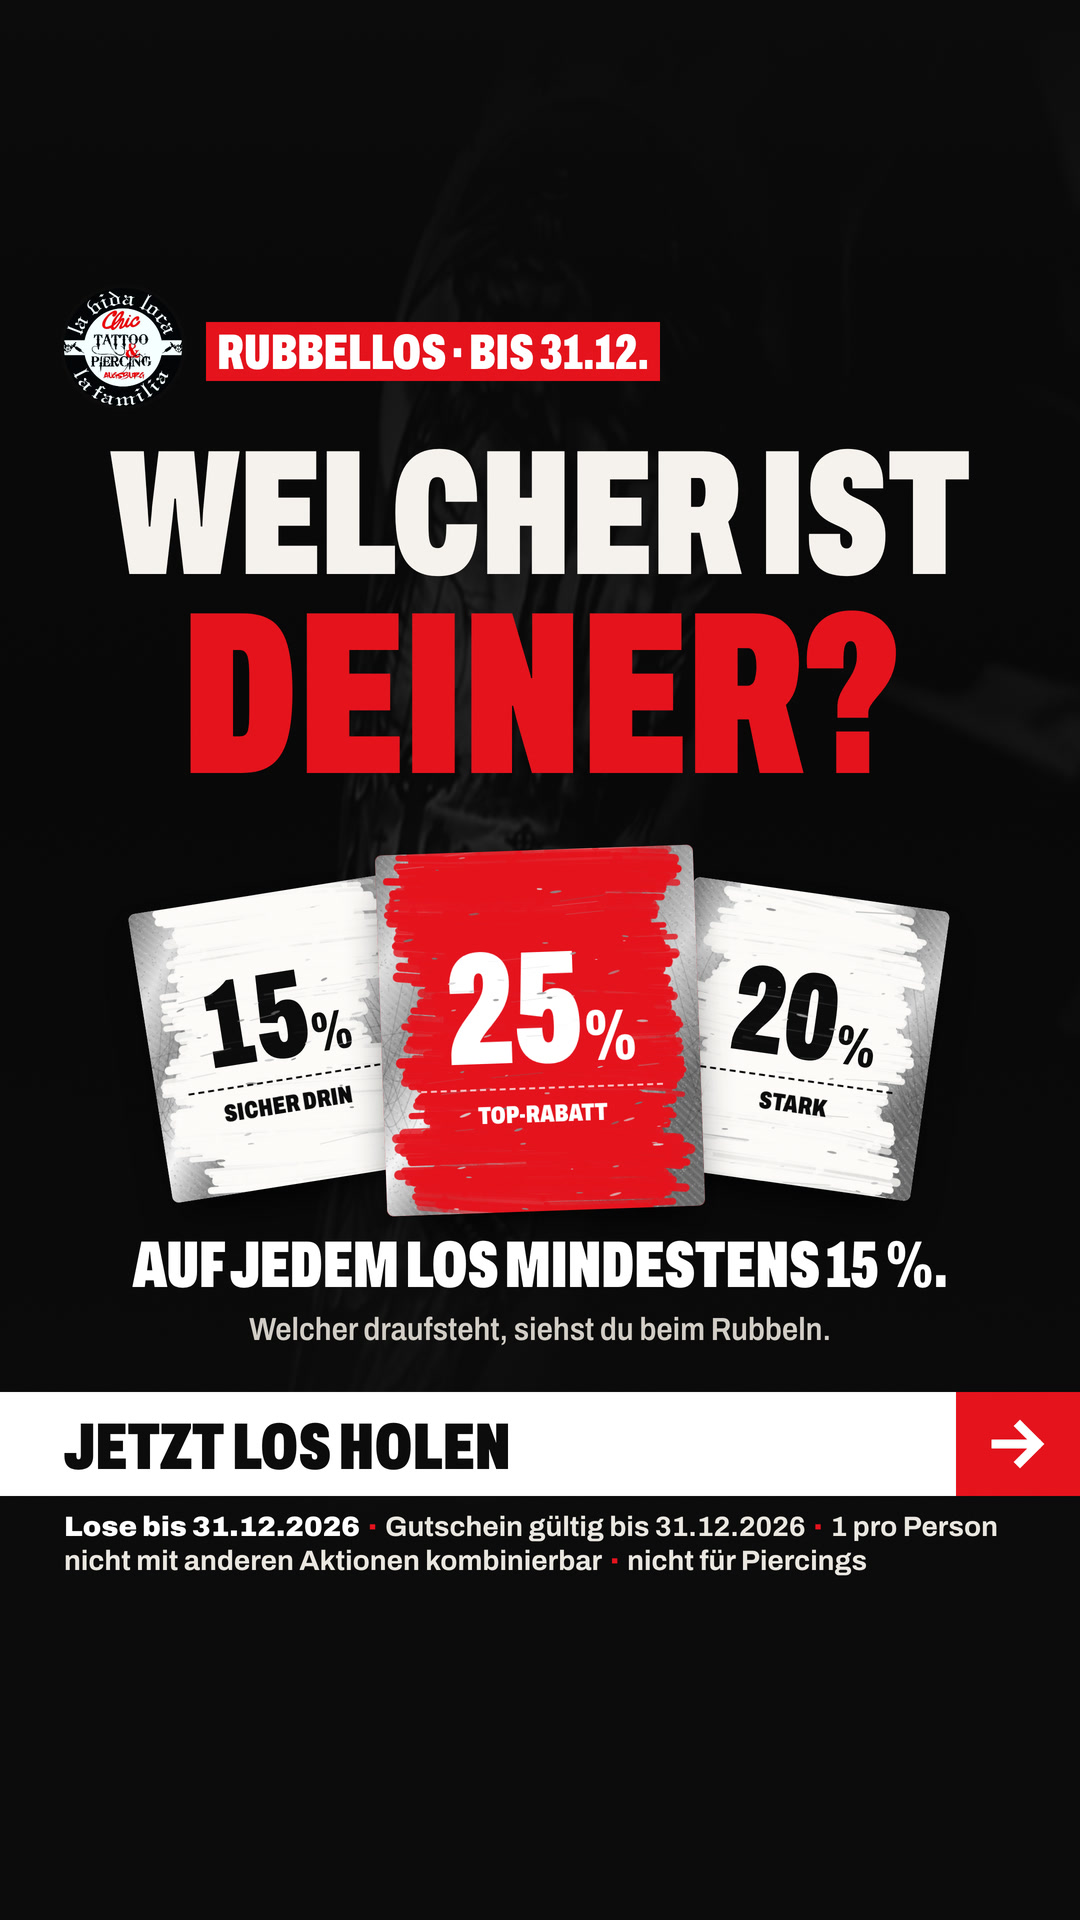 la vida loca
Chic
TATTOO
&
PIERCING
AUGSBURG
la familia
RUBBELLOS · BIS 31.12.
WELCHER IST
DEINER?
15%
SICHER DRIN
25%
TOP-RABATT
20%
STARK
AUF JEDEM LOS MINDESTENS 15 %.
Welcher draufsteht, siehst du beim Rubbeln.
JETZT LOS HOLEN
Lose bis 31.12.2026 · Gutschein gültig bis 31.12.2026 · 1 pro Person
nicht mit anderen Aktionen kombinierbar · nicht für Piercings